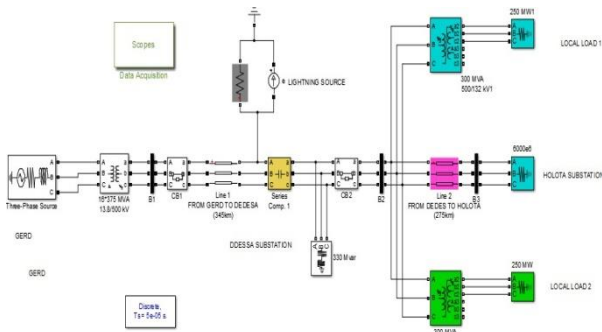 Scopes
Data Acquisition
LIGHTNING SOURCE
250 MW1
LOCAL LOAD 1
300 MVA
500/132 kV1
Three-Phase Source
16*375 MVA
13.8/500 kV
B1
CB1
Line 1
FROM GERD TO DEDESA
(345km)
Series
Comp. 1
CB2
B2
Line 2
FROM DEDES TO HOLOTA
(275km)
B3
6000e6
HOLOTA SUBSTATION
GERD
GERD
DDESSA SUBSTATION
330 Mvar
250 MW
LOCAL LOAD 2
Discrete,
Ts = 5e-05 s
300 MVA